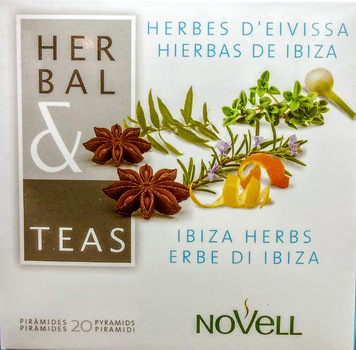 HERBES D'EIVISSA
HIERBAS DE IBIZA
HER
BAL
&
TEAS
IBIZA HERBS
ERBE DI IBIZA
PIRÀMIDES 20 PYRAMIDS
PIRÁMIDES PIRAMIDI
NOVELL